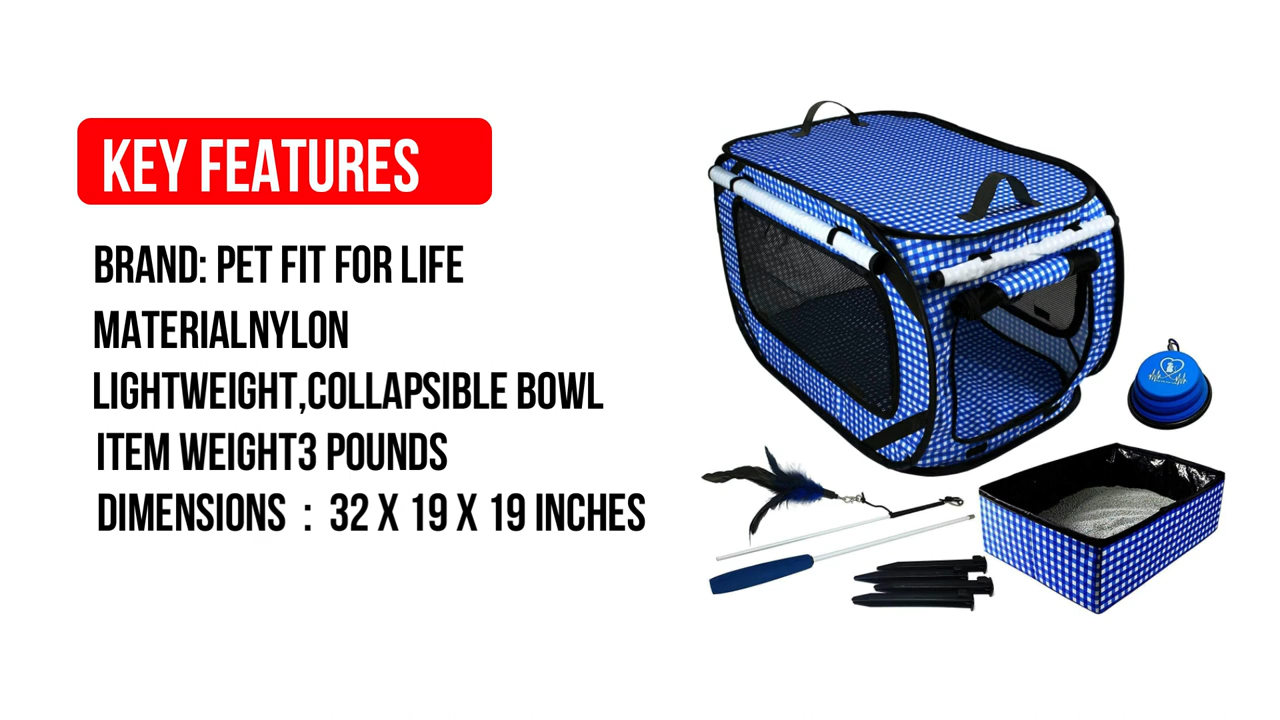 KEY FEATURES
BRAND: PET FIT FOR LIFE
MATERIALNYLON
LIGHTWEIGHT,COLLAPSIBLE BOWL
ITEM WEIGHT3 POUNDS
DIMENSIONS : 32 X 19 X 19 INCHES